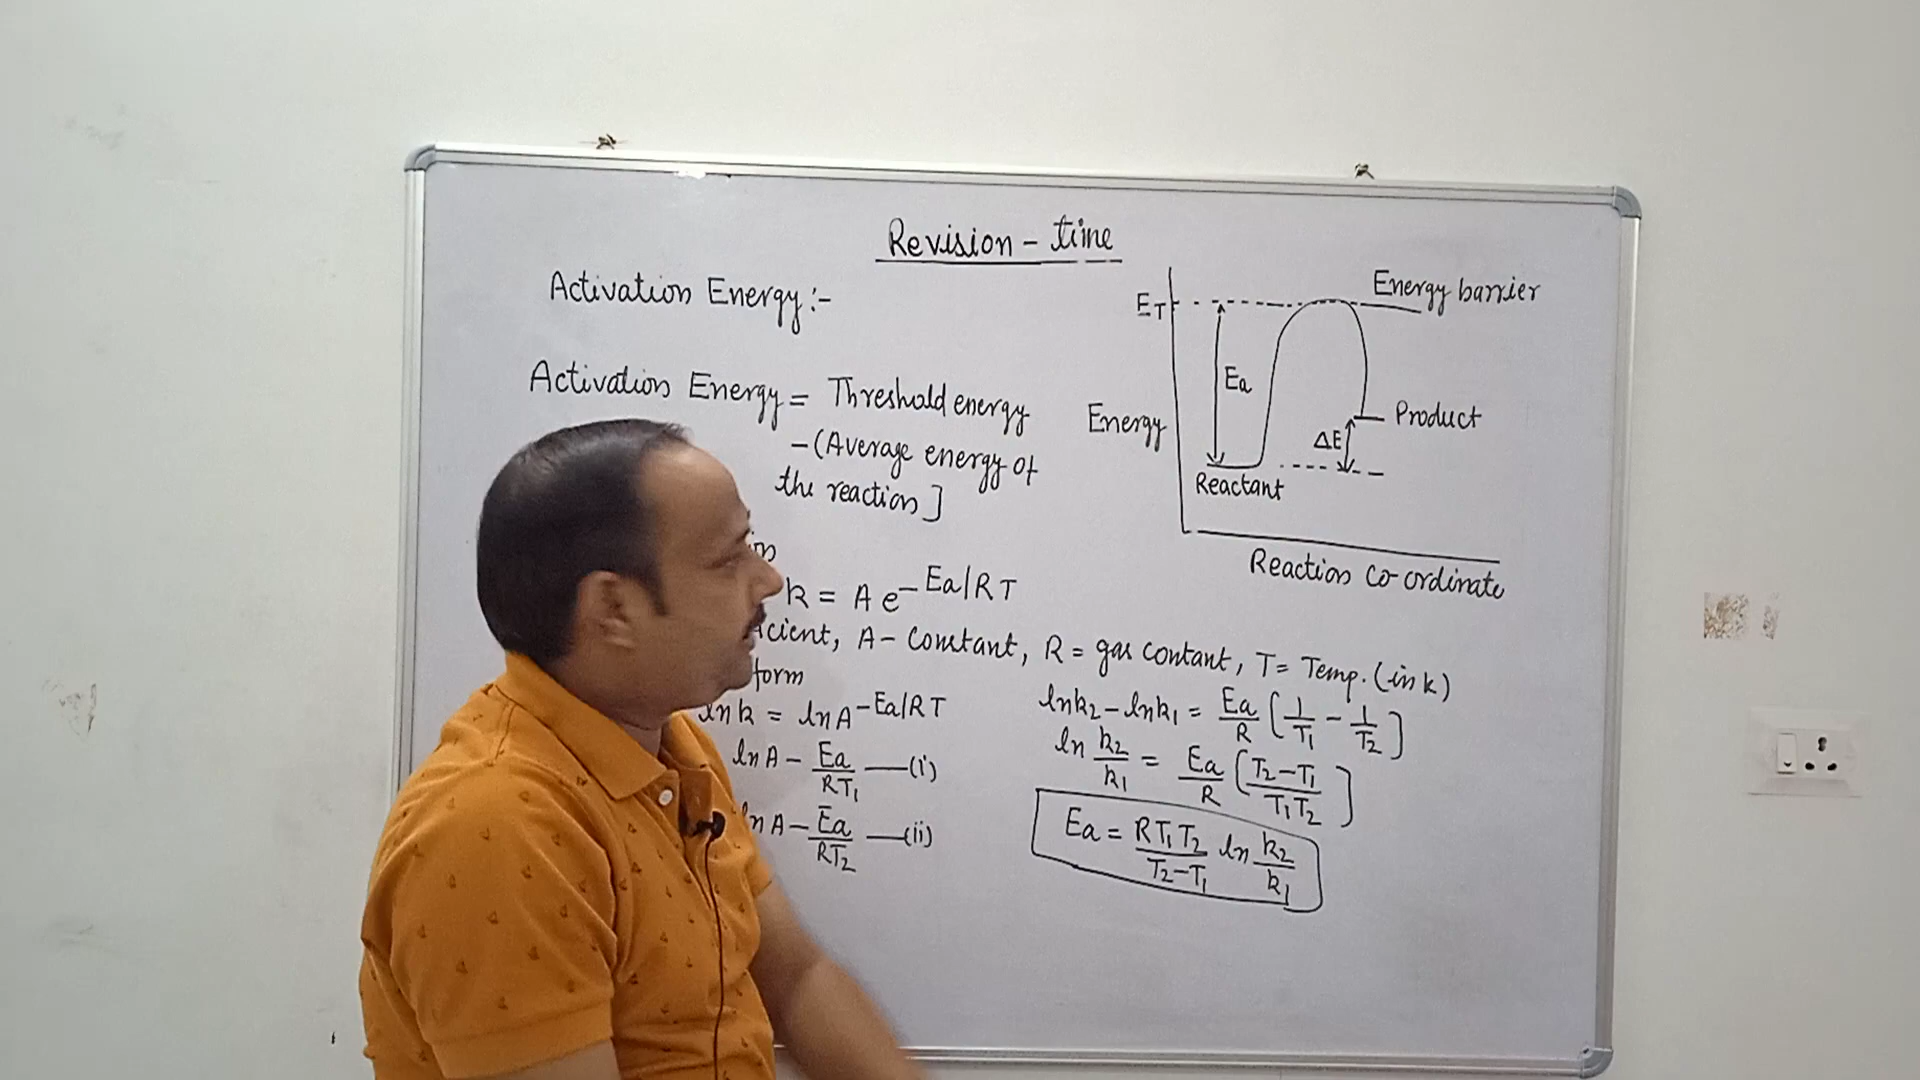 Revision - time
Activation Energy :-
Activation Energy = Threshold energy
- (Average energy of
the reaction]
k = A e^-Ea/RT
A - Constant, R = gas contant, T = Temp. (in k)
form
ln k = ln A^-Ea/RT
ln A - Ea/RT₁ —(i)
ln A - Ea/RT₂ —(ii)
E_T
Energy barrier
Ea
Energy
Product
ΔE
Reactant
Reaction Co-ordinate
ln k₂ - ln k₁ = Ea/R (1/T₁ - 1/T₂]
ln k₂/k₁ = Ea/R (T₂-T₁/T₁T₂]
Ea = RT₁T₂/T₂-T₁ ln k₂/k₁